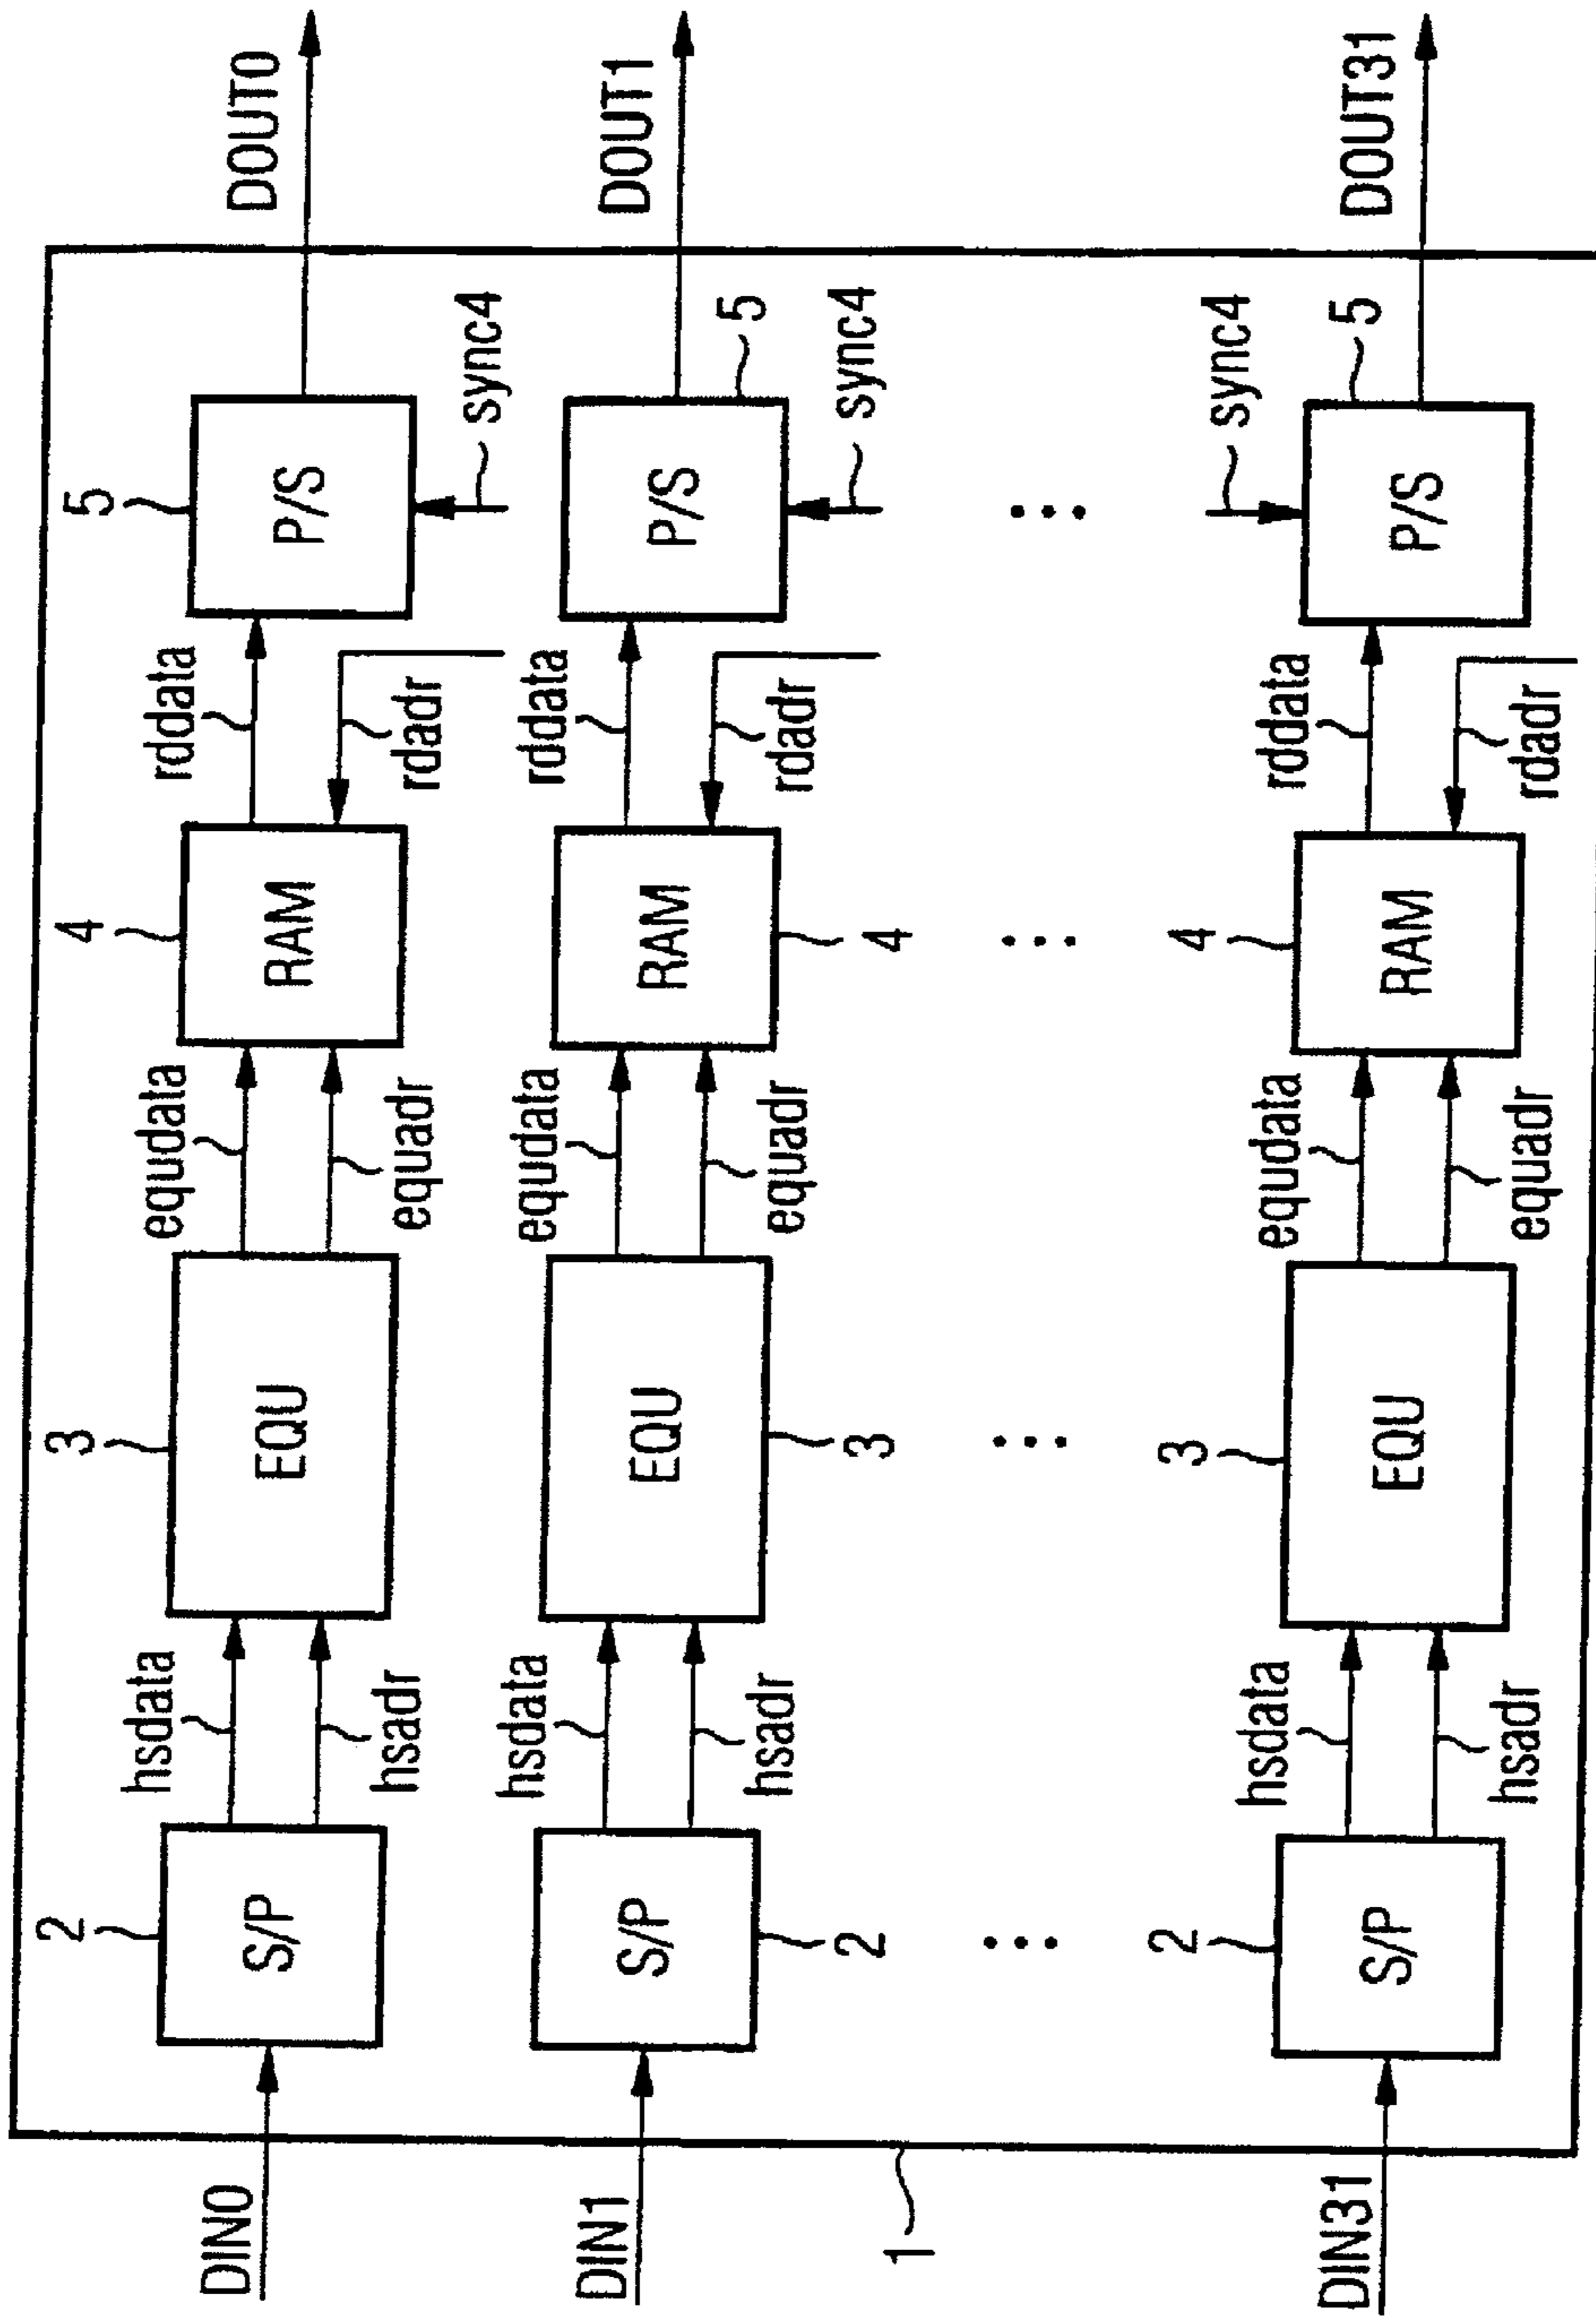 DIN0
2
S/P
hsdata
hsadr
3
EQU
equdata
equadr
4
RAM
rddata
rdadr
5
P/S
sync4
DOUT0
DIN1
S/P
2
hsdata
hsadr
EQU
3
equdata
equadr
RAM
4
rddata
rdadr
P/S
5
sync4
DOUT1
1
DIN31
2
S/P
hsdata
hsadr
3
EQU
equdata
equadr
4
RAM
rddata
rdadr
sync4
5
P/S
DOUT31